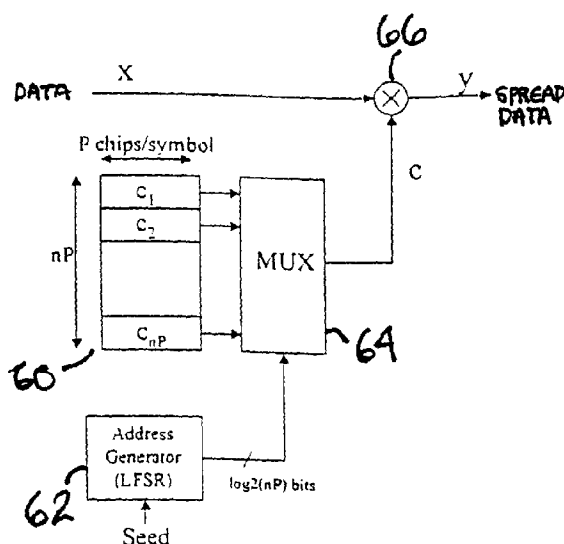 66
DATA
X
y
SPREAD
DATA
P chips/symbol
C
C1
C2
nP
MUX
CnP
60
64
Address
Generator
(LFSR)
62
log2(nP) bits
Seed